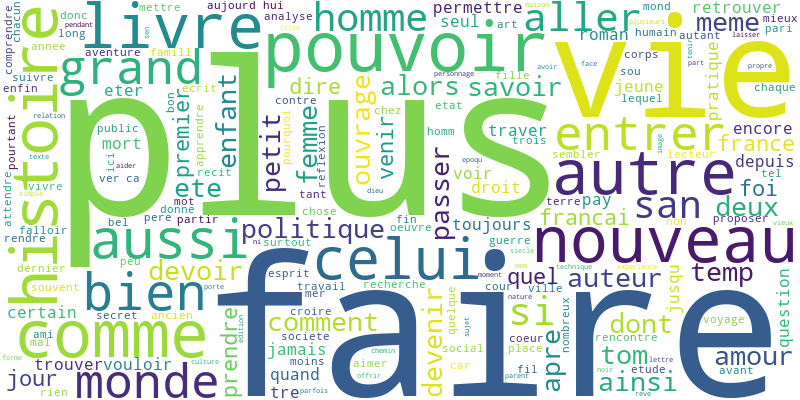 plus
faire
vie
nouveau
pouvoir
histoire
livre
homme
aller
meme
retrouver
grand
alors
savoir
entrer
autre
france
francai
san
deux
foi
aussi
celui
politique
bien
comme
monde
devoir
comment
devenir
si
dont
auteur
temp
amour
ainsi
tom
apre
quel
passer
petit
femme
enfant
ouvrage
venir
dire
premier
ete
eter
jour
trouver
vouloir
prendre
jamais
quand
tre
certain
toujours
voir
droit
traver
permettre
seul
roman
jeune
pratique
encore
depuis
pay
question
jusqu
aujourd hui
analyse
mettre
donc
chacun
comprendre
annee
long
pendant
famill
suivre
aventure
enfin
ecrit
bon
contre
fille
art
plusieurs
mond
humain
autant
mieux
pari
laisser
sen
crise
personnage
avoir
face
corps
sou
lequel
tenir
part
propre
chaque
public
mort
ver ca
ici
aider
apprendre
recit
pourquoi
reflexion
chez
etat
homm
trois
sembler
image
lecteur
tel
pourtant
relation
texte
simple
vivre
attendre
falloir
rendre
dernier
souvent
mot
donne
pere
partir
bel
peu
tant
chose
dieu
epoqu
fin
oeuvre
surtout
ni
esprit
travail
mer
recherche
guerre
siecle
cour
ville
moment
technique
experience
nature
terre
non
proposer
vieux
secret
ancien
porte
ami
mal
rien
forme
culture
edition
croire
societe
moins
aimer
chemin
offrir
parfois
quelque
sujet
social
car
coeur
place
fil
parent
nombreux
rencontre
etude
noir
lettre
reve
voyage
avant